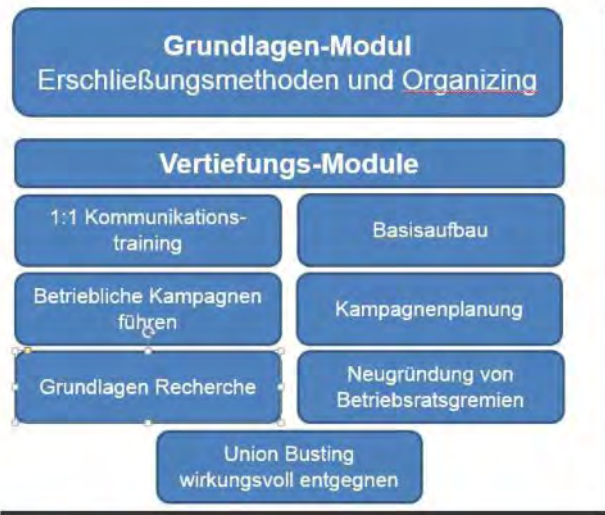 Grundlagen-Modul
Erschließungsmethoden und Organizing
Vertiefungs-Module
1:1 Kommunikations-
training
Basisaufbau
Betriebliche Kampagnen
führen
Kampagnenplanung
Grundlagen Recherche
Neugründung von
Betriebsratsgremien
Union Busting
wirkungsvoll entgegnen